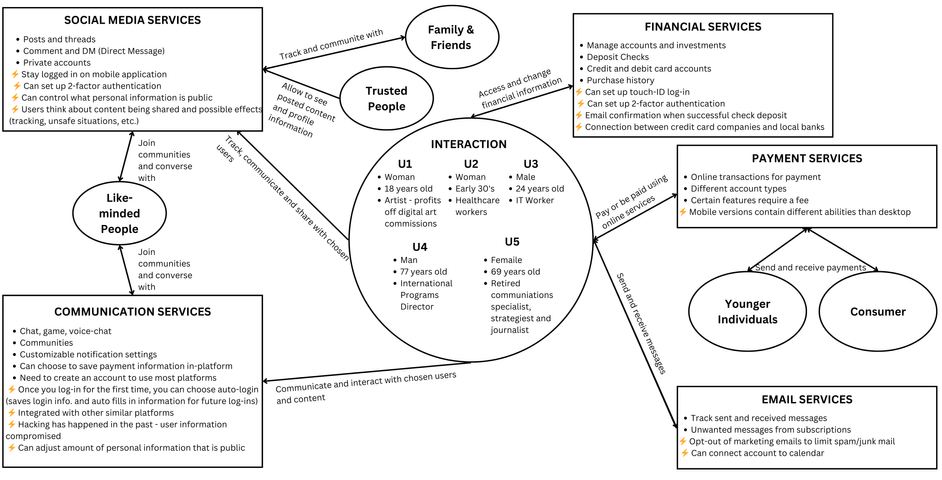 SOCIAL MEDIA SERVICES
• Posts and threads
• Comment and DM (Direct Message)
• Private accounts
⚡ Stay logged in on mobile application
⚡ Can set up 2-factor authentication
⚡ Can control what personal information is public
⚡ Users think about content being shared and possible effects
(tracking, unsafe situations, etc.)
Track and communite with
Family &
Friends
Allow to see
posted content
and profile
information
Trusted
People
Access and change
financial information
FINANCIAL SERVICES
• Manage accounts and investments
• Deposit Checks
• Credit and debit card accounts
• Purchase history
⚡ Can set up touch-ID log-in
⚡ Can set up 2-factor authentication
⚡ Email confirmation when successful check deposit
⚡ Connection between credit card companies and local banks
Join
communities
and converse
with
Like-
minded
People
Join
communities
and converse
with
Track, communicate and share with chosen
users
INTERACTION
U1
• Woman
• 18 years old
• Artist - profits
off digital art
commissions
U2
• Woman
• Early 30's
• Healthcare
workers
U3
• Male
• 24 years old
• IT Worker
U4
• Man
• 77 years old
• International
Programs
Director
U5
• Femaile
• 69 years old
• Retired
communiations
specialist,
strategiest and
journalist
Pay or be paid using
online services
PAYMENT SERVICES
• Online transactions for payment
• Different account types
• Certain features require a fee
⚡ Mobile versions contain different abilities than desktop
Send and receive payments
Younger
Individuals
Consumer
Send and receive messages
COMMUNICATION SERVICES
• Chat, game, voice-chat
• Communities
• Customizable notification settings
• Can choose to save payment information in-platform
• Need to create an account to use most platforms
⚡ Once you log-in for the first time, you can choose auto-login
(saves login info. and auto fills in information for future log-ins)
⚡ Integrated with other similar platforms
⚡ Hacking has happened in the past - user information
compromised
⚡ Can adjust amount of personal information that is public
Communicate and interact with chosen users
and content
EMAIL SERVICES
• Track sent and received messages
• Unwanted messages from subscriptions
⚡ Opt-out of marketing emails to limit spam/junk mail
⚡ Can connect account to calendar